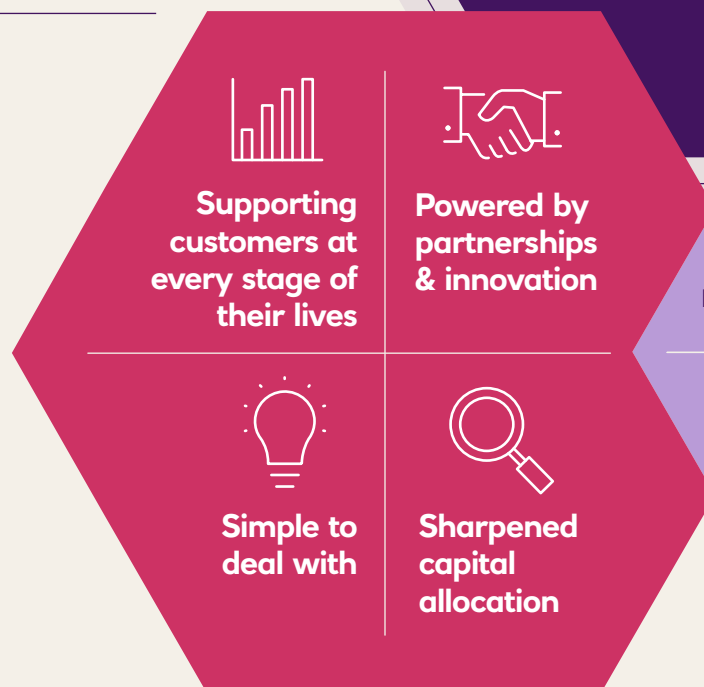 Supporting
customers at
every stage of
their lives
Powered by
partnerships
& innovation
Simple to
deal with
Sharpened
capital
allocation